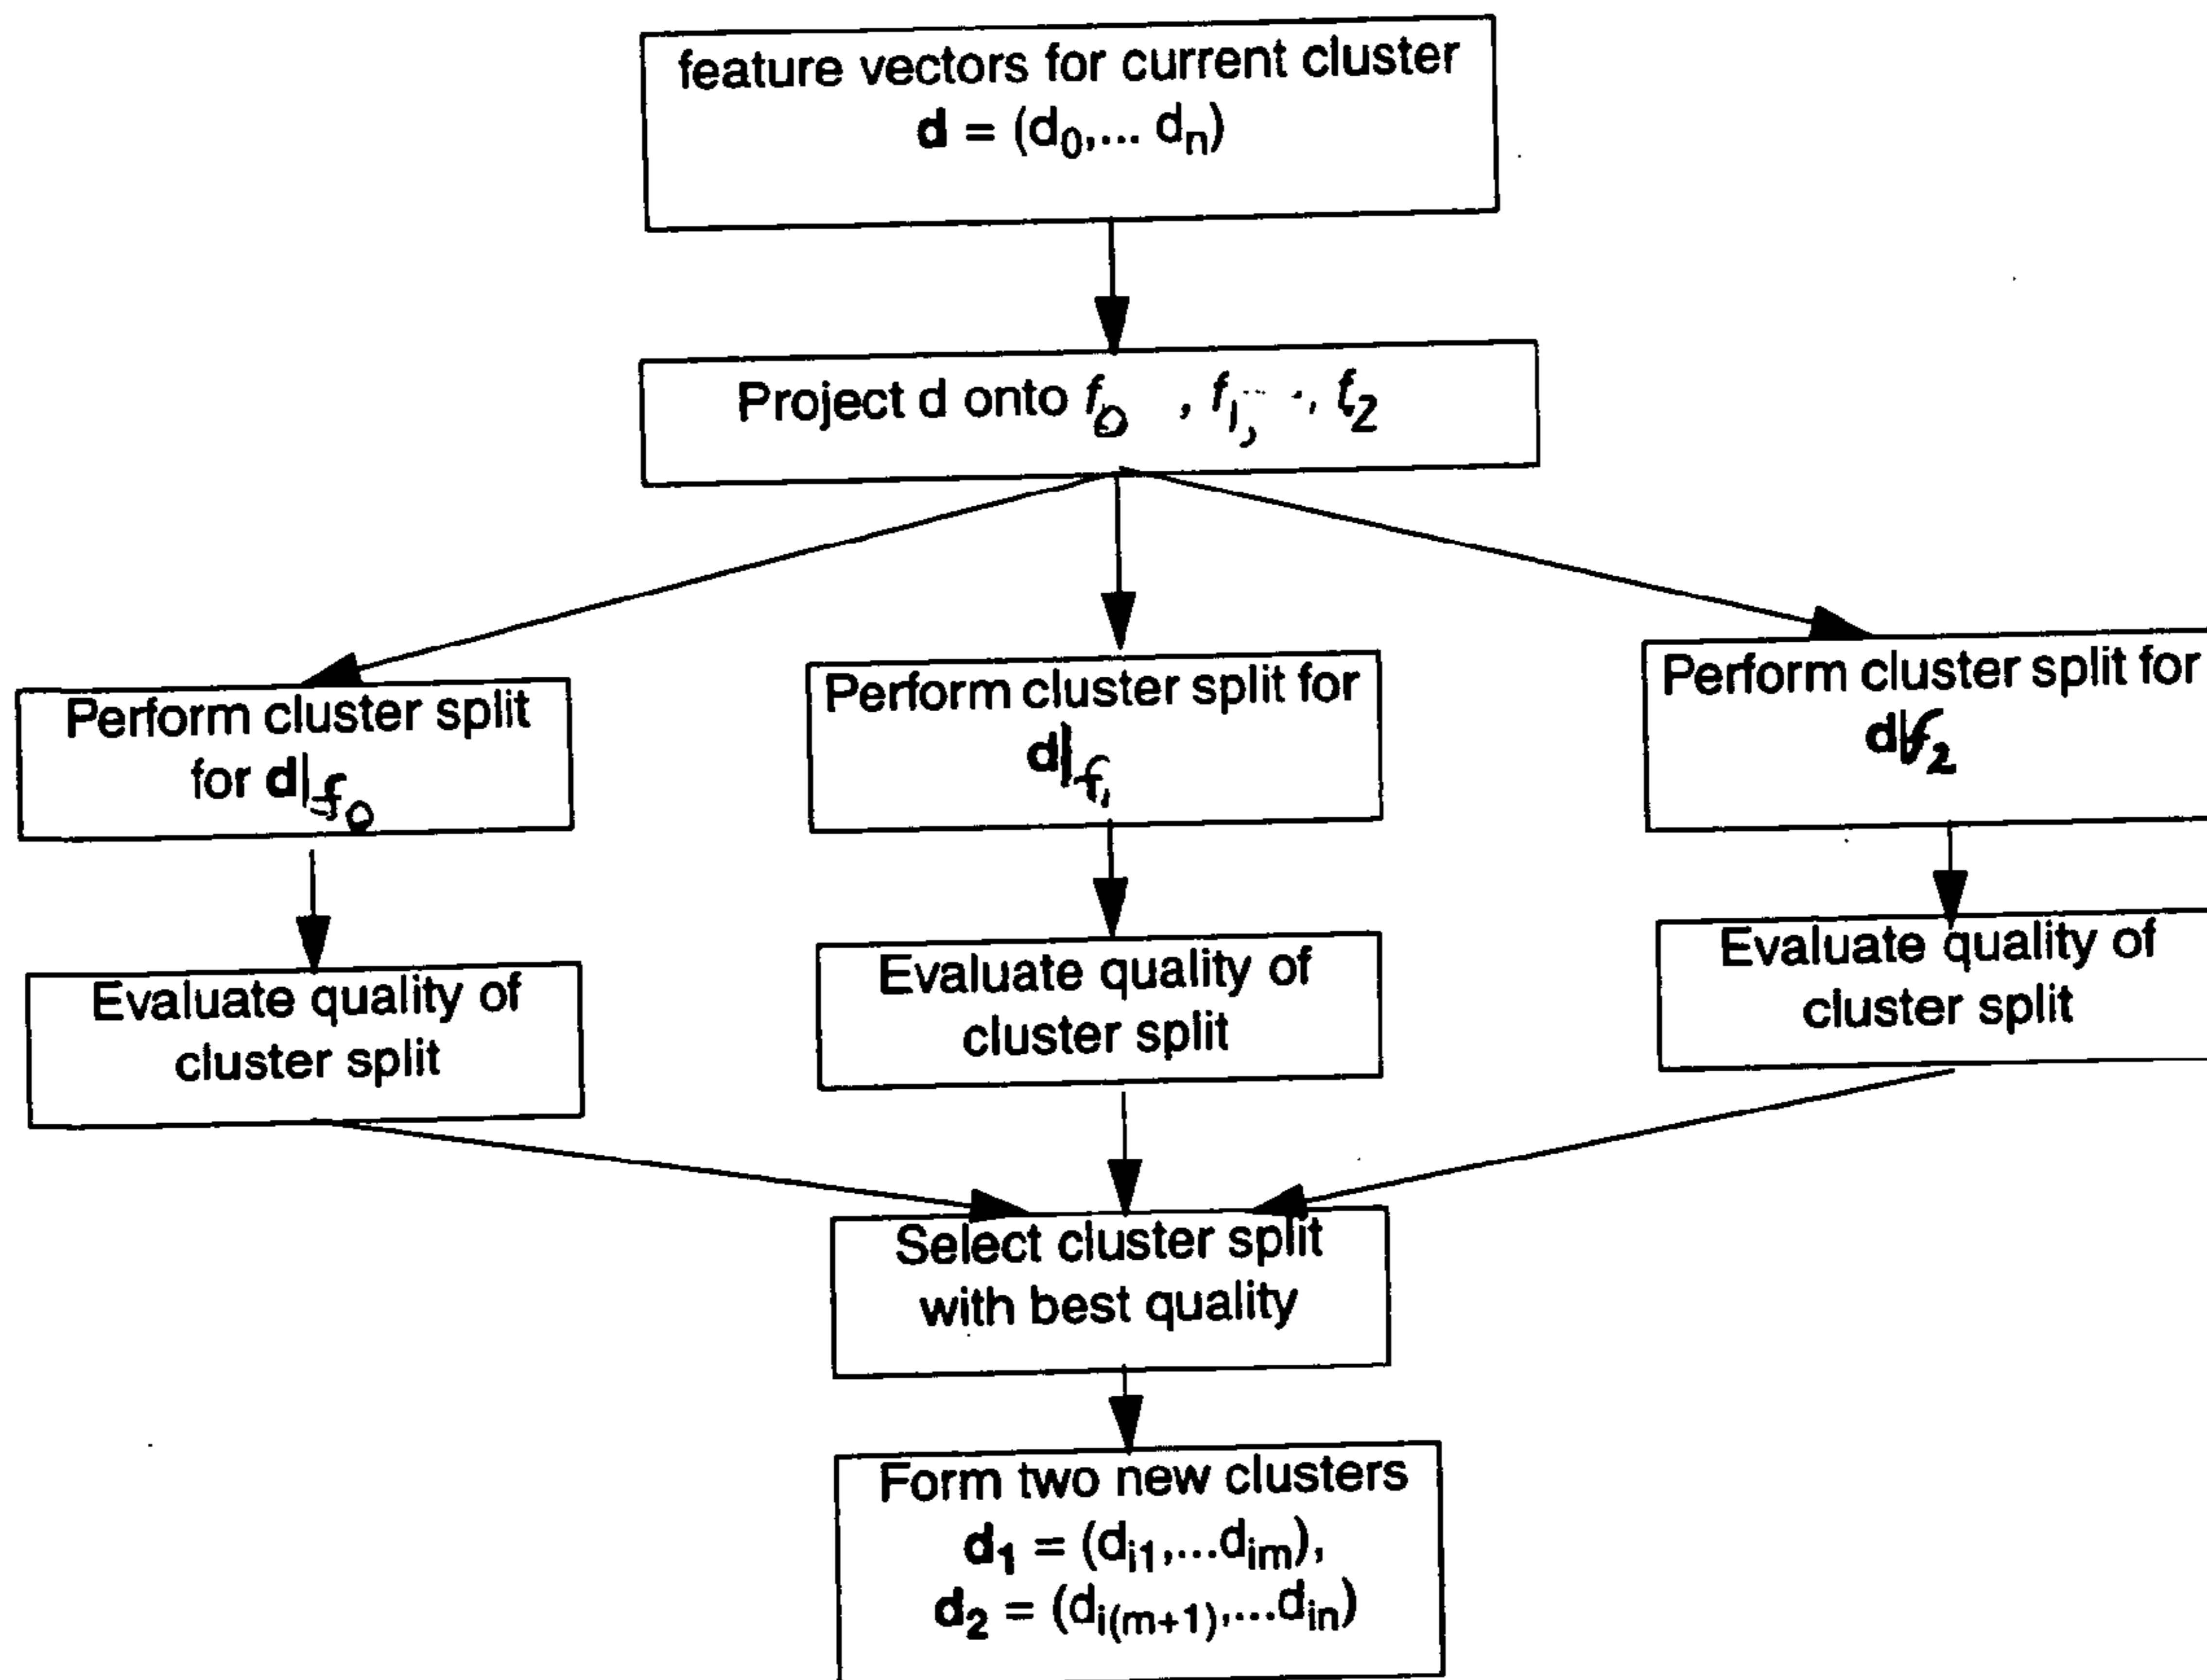 feature vectors for current cluster
d = (d₀,... dₙ)
Project d onto f₀ , f₁, ..., f₂
Perform cluster split
for d|f₀
Perform cluster split for
d|f₁
Perform cluster split for
d|f₂
Evaluate quality of
cluster split
Evaluate quality of
cluster split
Evaluate quality of
cluster split
Select cluster split
with best quality
Form two new clusters
d₁ = (dᵢ₁,...dᵢₘ),
d₂ = (dᵢ₍ₘ₊₁₎,...dᵢₙ)